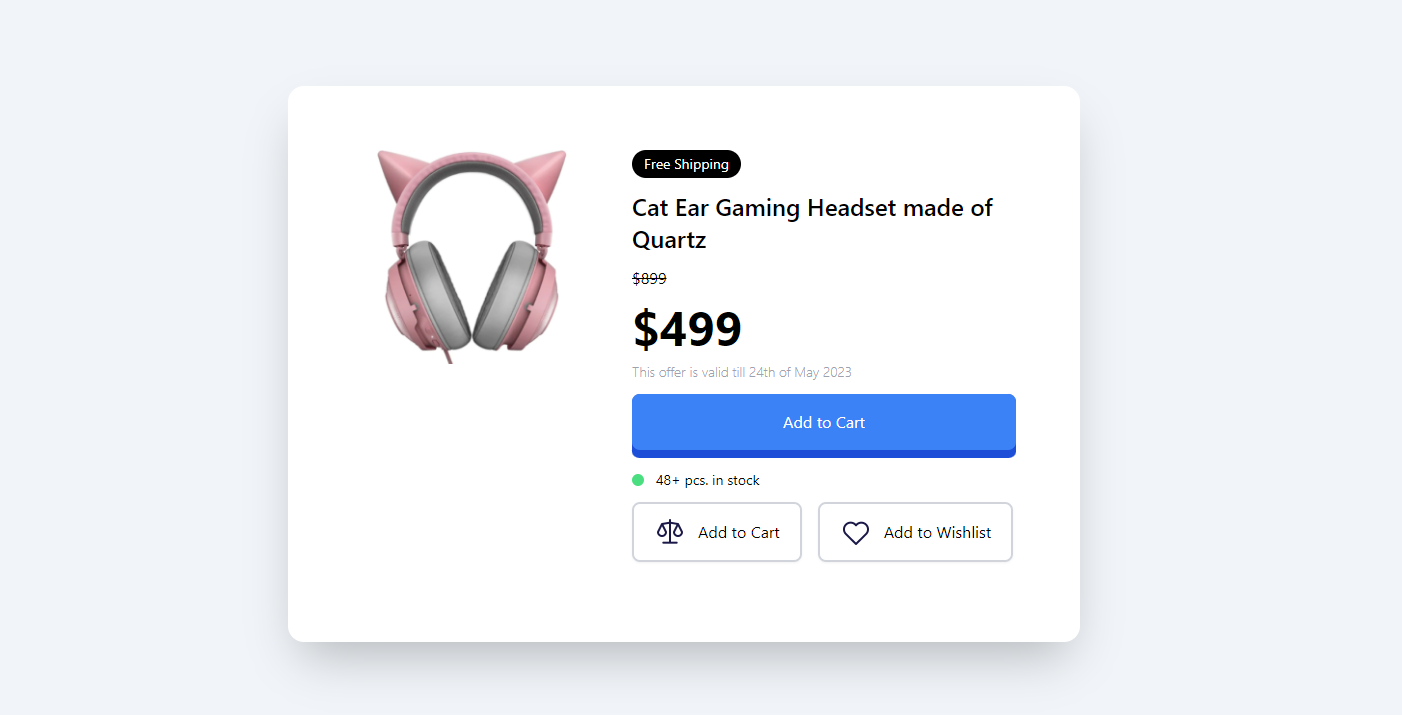 Free Shipping
Cat Ear Gaming Headset made of
Quartz
$899
$499
This offer is valid till 24th of May 2023
Add to Cart
48+ pcs. in stock
Add to Cart
Add to Wishlist